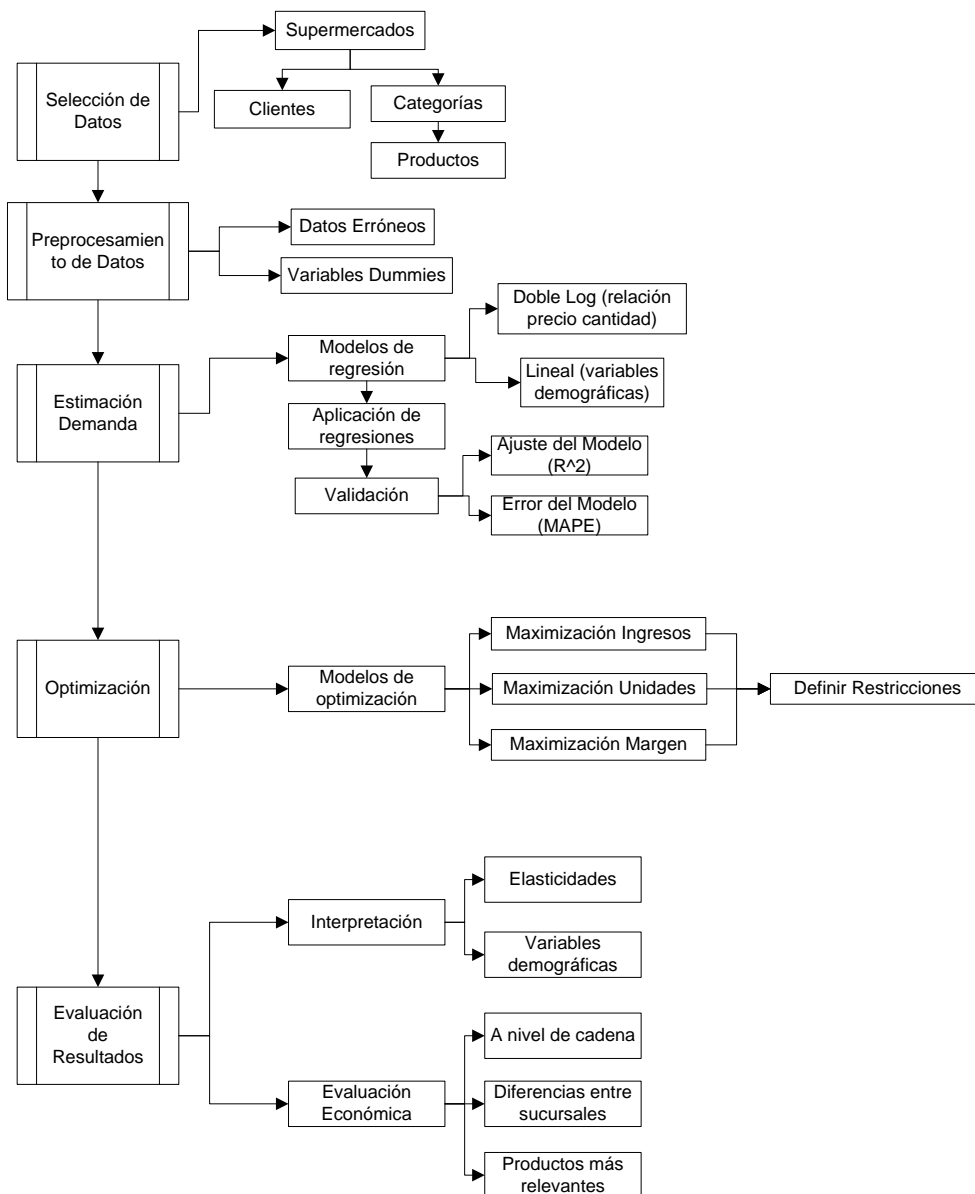 Supermercados
Selección de
Datos
Clientes
Categorías
Productos
Preprocesamien
to de Datos
Datos Erróneos
Variables Dummies
Doble Log (relación
precio cantidad)
Modelos de
regresión
Lineal (variables
demográficas)
Estimación
Demanda
Aplicación de
regresiones
Ajuste del Modelo
(R^2)
Validación
Error del Modelo
(MAPE)
Maximización Ingresos
Optimización
Modelos de
optimización
Maximización Unidades
Definir Restricciones
Maximización Margen
Elasticidades
Interpretación
Variables
demográficas
Evaluación
de
Resultados
A nivel de cadena
Evaluación
Económica
Diferencias entre
sucursales
Productos más
relevantes